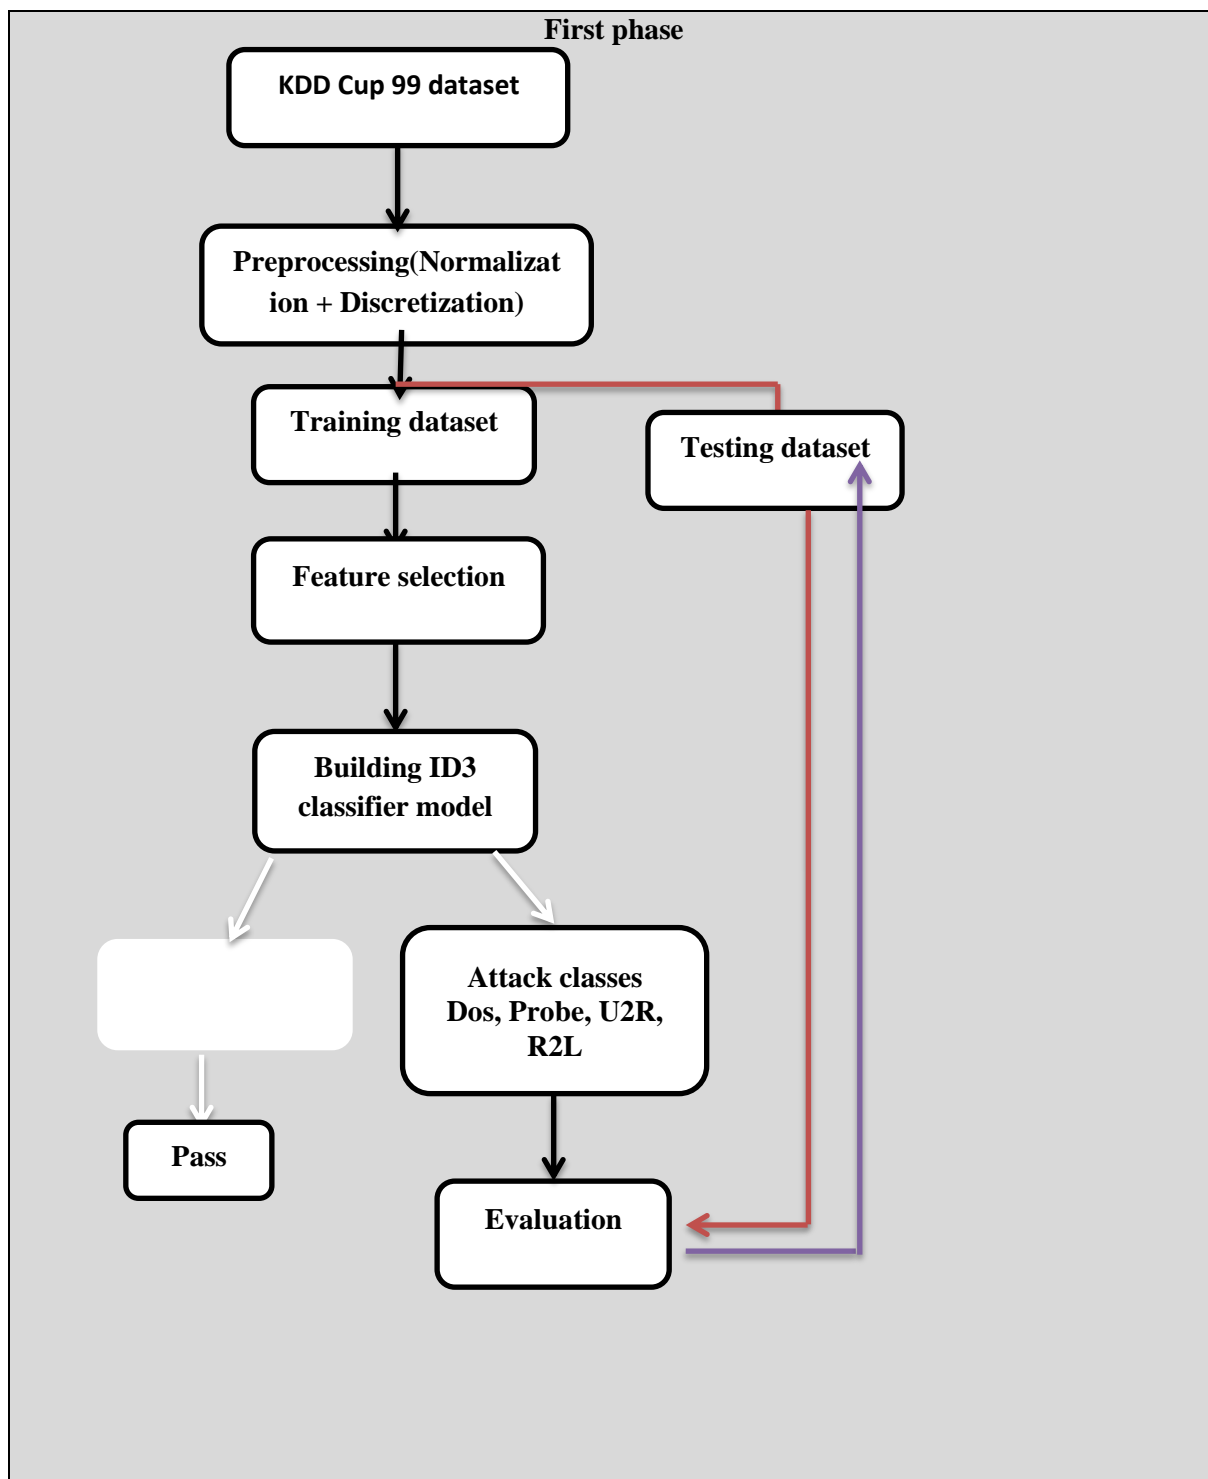 First phase
KDD Cup 99 dataset
Preprocessing(Normalizat
ion + Discretization)
Training dataset
Testing dataset
Feature selection
Building ID3
classifier model
Attack classes
Dos, Probe, U2R,
R2L
Pass
Evaluation